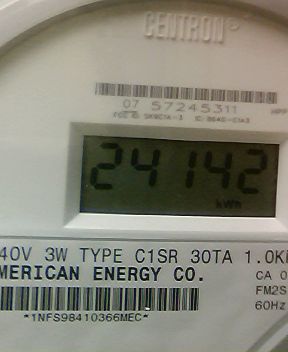 CENTRON®
07 57245311
24142
kWh
40V 3W TYPE C1SR 30TA 1.0K
MERICAN ENERGY CO.
CA 0
FM2S
60Hz
*1NFS98410366MEC*